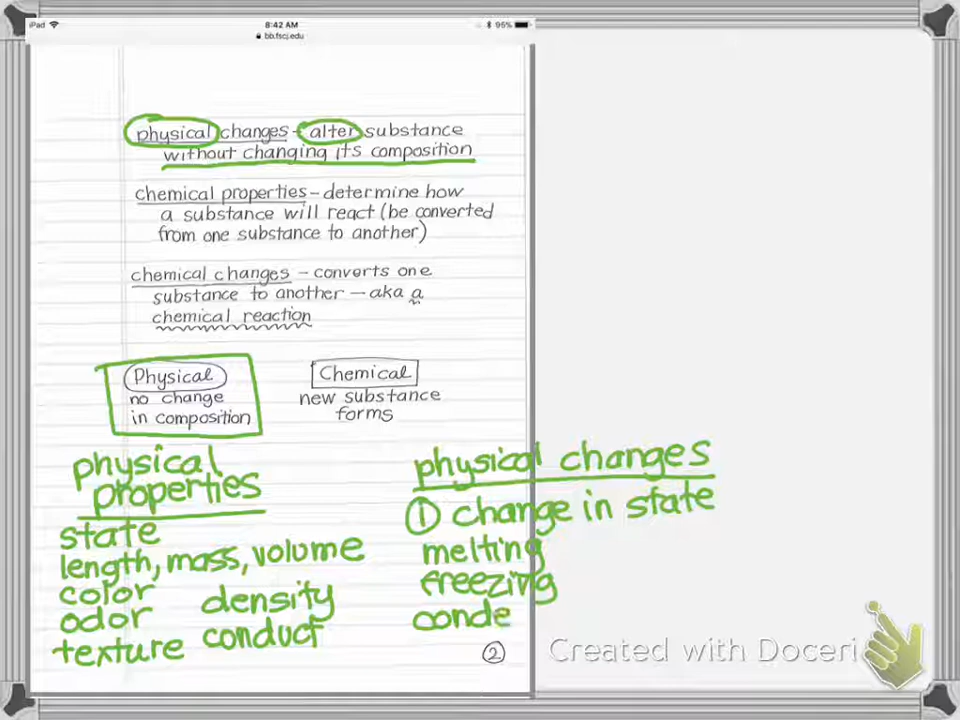 iPad 8:42 AM 95%
bb.fscj.edu
physical changes - alter substance
without changing its composition
chemical properties - determine how
a substance will react (be converted
from one substance to another)
chemical changes - converts one
substance to another - aka a
chemical reaction
Physical
no change
in composition
Chemical
new substance
forms
physical
properties
state
length, mass, volume
color
odor
texture
density
conduct
physical changes
① change in state
melting
freezing
conde
②
Created with Doceri